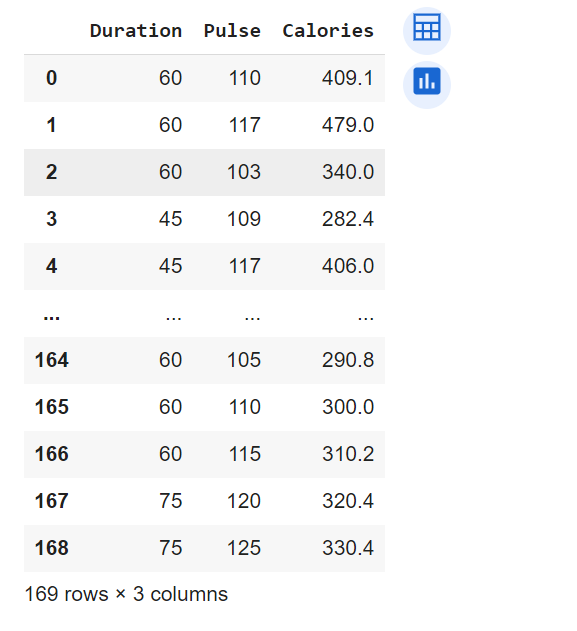 Duration Pulse Calories
0 60 110 409.1
1 60 117 479.0
2 60 103 340.0
3 45 109 282.4
4 45 117 406.0
... ... ... ...
164 60 105 290.8
165 60 110 300.0
166 60 115 310.2
167 75 120 320.4
168 75 125 330.4
169 rows × 3 columns